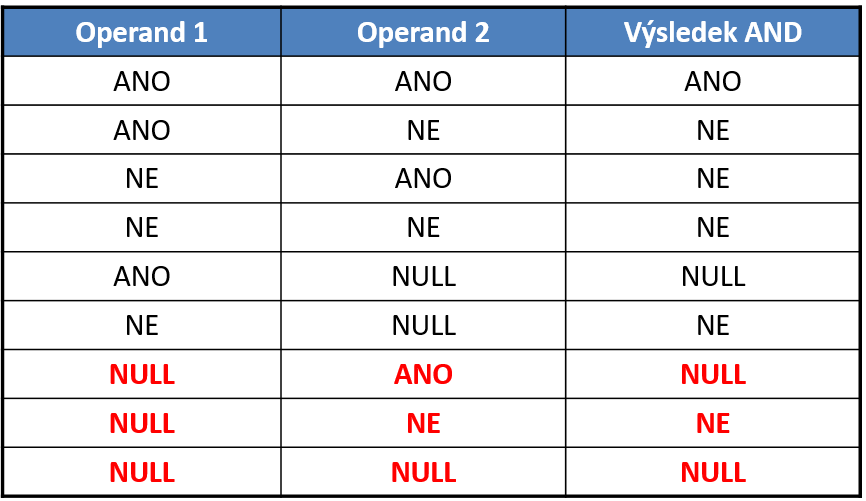 Operand 1 Operand 2 Výsledek AND
ANO ANO ANO
ANO NE NE
NE ANO NE
NE NE NE
ANO NULL NULL
NE NULL NE
NULL ANO NULL
NULL NE NE
NULL NULL NULL